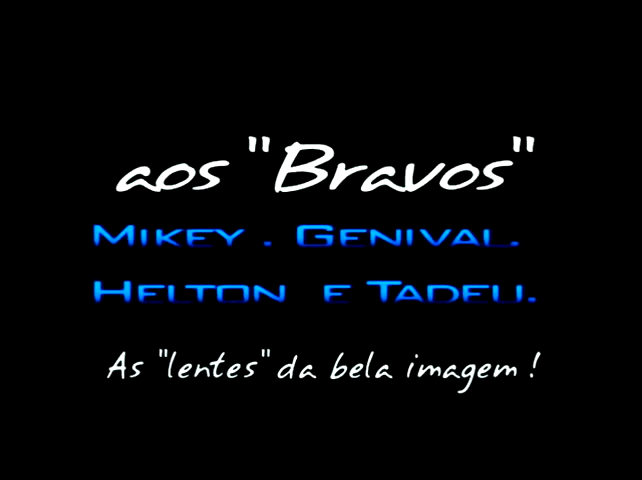 aos "Bravos"
MIKEY . GENIVAL.
HELTON E TADEU.
As "lentes" da bela imagem !